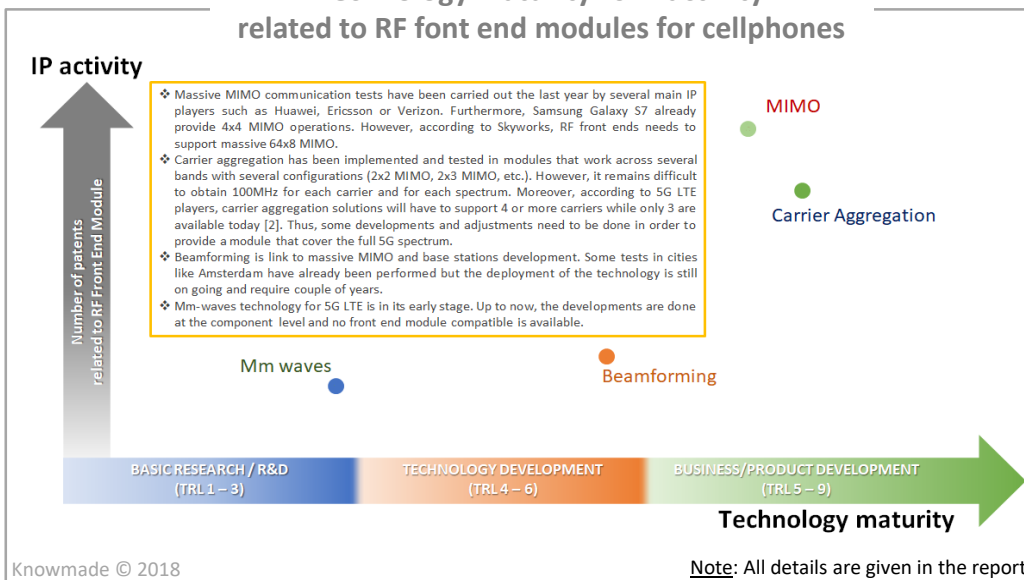 related to RF font end modules for cellphones
IP activity
❖ Massive MIMO communication tests have been carried out the last year by several main IP
players such as Huawei, Ericsson or Verizon. Furthermore, Samsung Galaxy S7 already
provide 4x4 MIMO operations. However, according to Skyworks, RF front ends needs to
support massive 64x8 MIMO.
❖ Carrier aggregation has been implemented and tested in modules that work across several
bands with several configurations (2x2 MIMO, 2x3 MIMO, etc.). However, it remains difficult
to obtain 100MHz for each carrier and for each spectrum. Moreover, according to 5G LTE
players, carrier aggregation solutions will have to support 4 or more carriers while only 3 are
available today [2]. Thus, some developments and adjustments need to be done in order to
provide a module that cover the full 5G spectrum.
❖ Beamforming is link to massive MIMO and base stations development. Some tests in cities
like Amsterdam have already been performed but the deployment of the technology is still
on going and require couple of years.
❖ Mm-waves technology for 5G LTE is in its early stage. Up to now, the developments are done
at the component level and no front end module compatible is available.
MIMO
Carrier Aggregation
Number of patents
related to RF Front End Module
Mm waves
Beamforming
BASIC RESEARCH / R&D
(TRL 1 – 3)
TECHNOLOGY DEVELOPMENT
(TRL 4 – 6)
BUSINESS/PRODUCT DEVELOPMENT
(TRL 5 – 9)
Technology maturity
Knowmade © 2018
Note: All details are given in the report